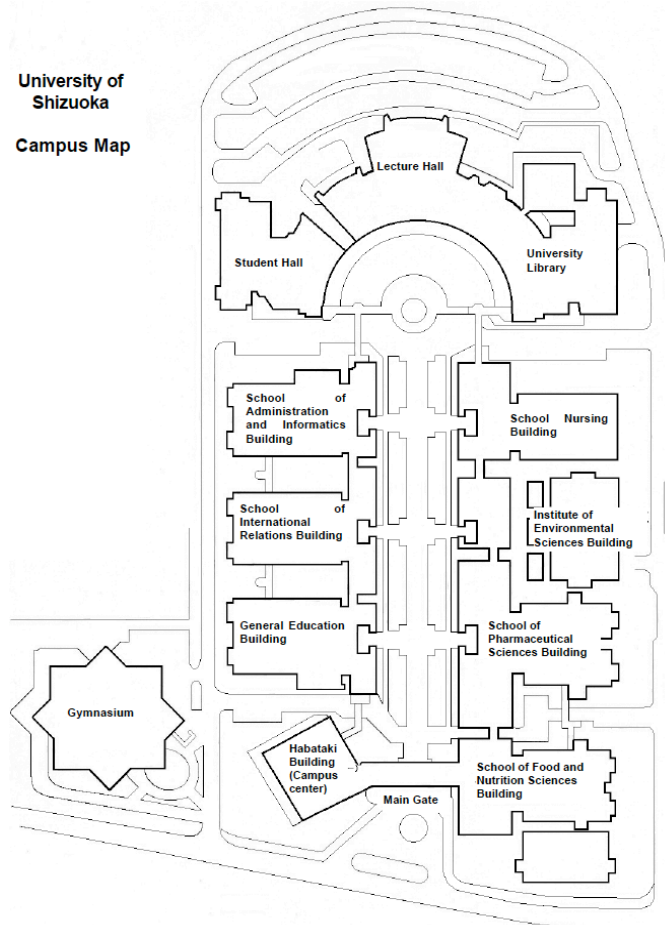 University of
Shizuoka
Campus Map
Lecture Hall
Student Hall
University
Library
School of
Administration
and Informatics
Building
School Nursing
Building
School of
International
Relations Building
Institute of
Environmental
Sciences Building
General Education
Building
School of
Pharmaceutical
Sciences Building
Gymnasium
Habataki
Building
(Campus
center)
School of Food and
Nutrition Sciences
Building
Main Gate